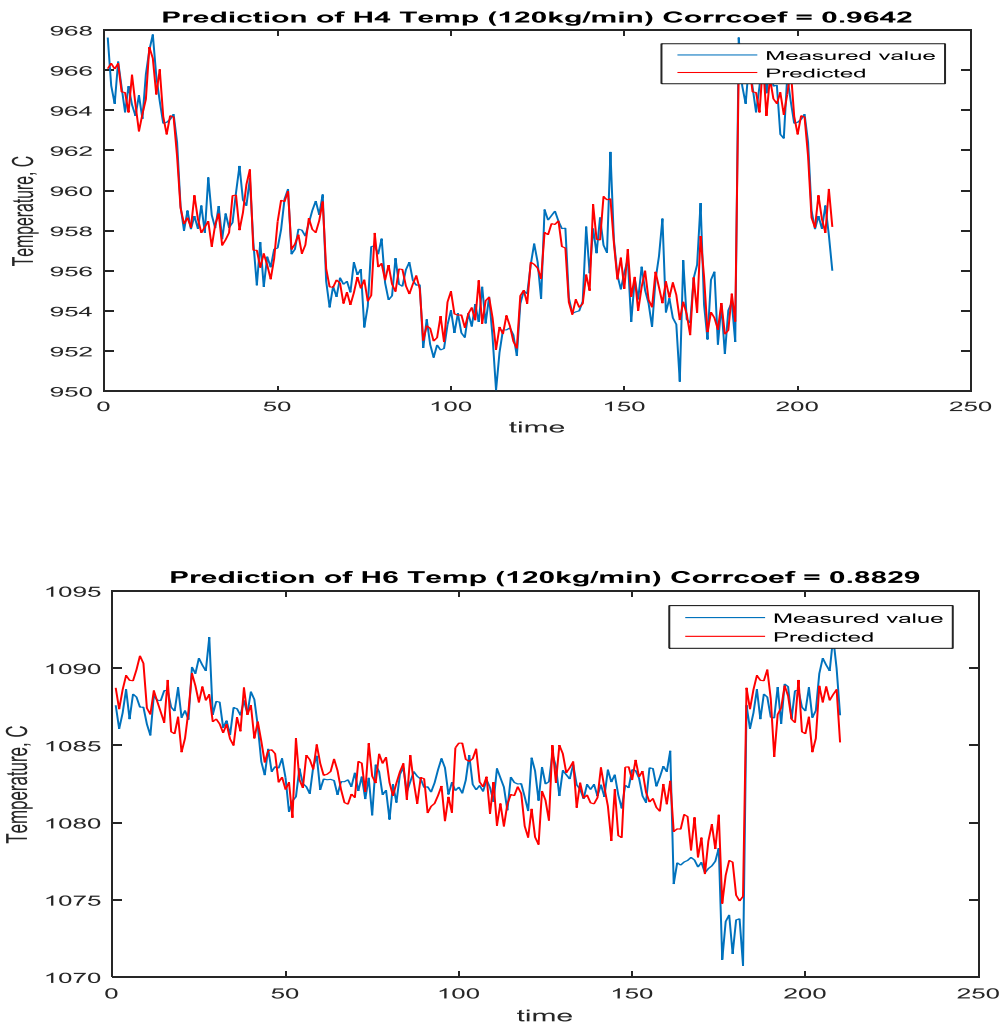 Prediction of H4 Temp (120kg/min) Corrcoef = 0.9642
968
966
964
962
960
958
956
954
952
950
Temperature, C
Measured value
Predicted
0 50 100 150 200 250
time
Prediction of H6 Temp (120kg/min) Corrcoef = 0.8829
1095
1090
1085
1080
1075
1070
Temperature, C
Measured value
Predicted
0 50 100 150 200 250
time